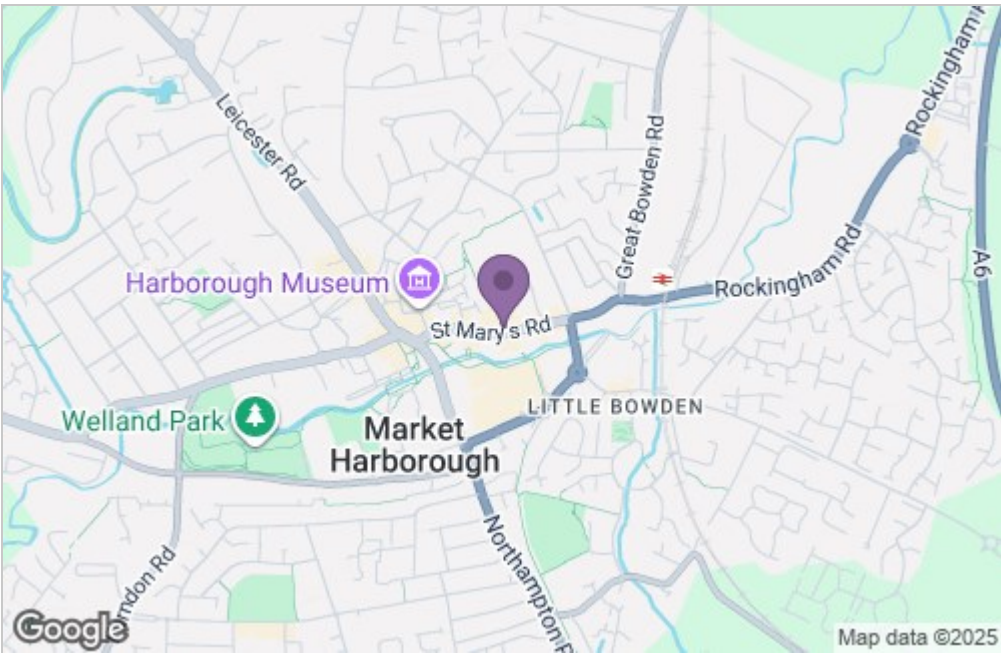 Leicester Rd
Great Bowden Rd
Rockingham
A6
Harborough Museum
St Mary's Rd
Rockingham Rd
LITTLE BOWDEN
Welland Park
Market
Harborough
Northampton
Rd
Google
Map data ©2025